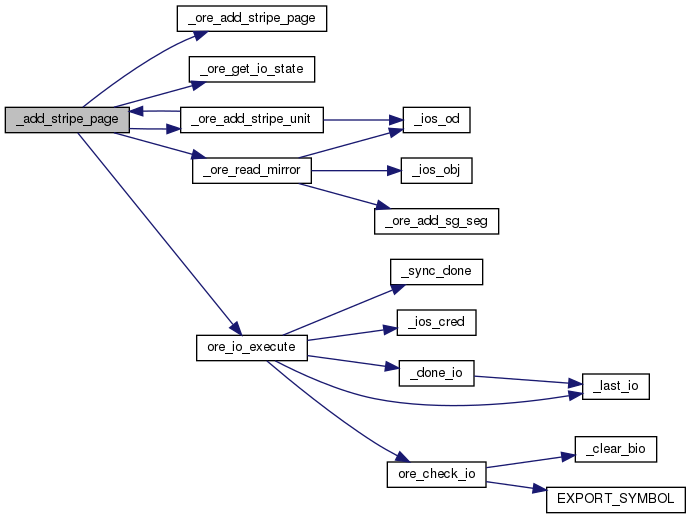 _ore_add_stripe_page
_ore_get_io_state
_add_stripe_page
_ore_add_stripe_unit
_ios_od
_ore_read_mirror
_ios_obj
_ore_add_sg_seg
_sync_done
_ios_cred
ore_io_execute
_done_io
_last_io
_clear_bio
ore_check_io
EXPORT_SYMBOL